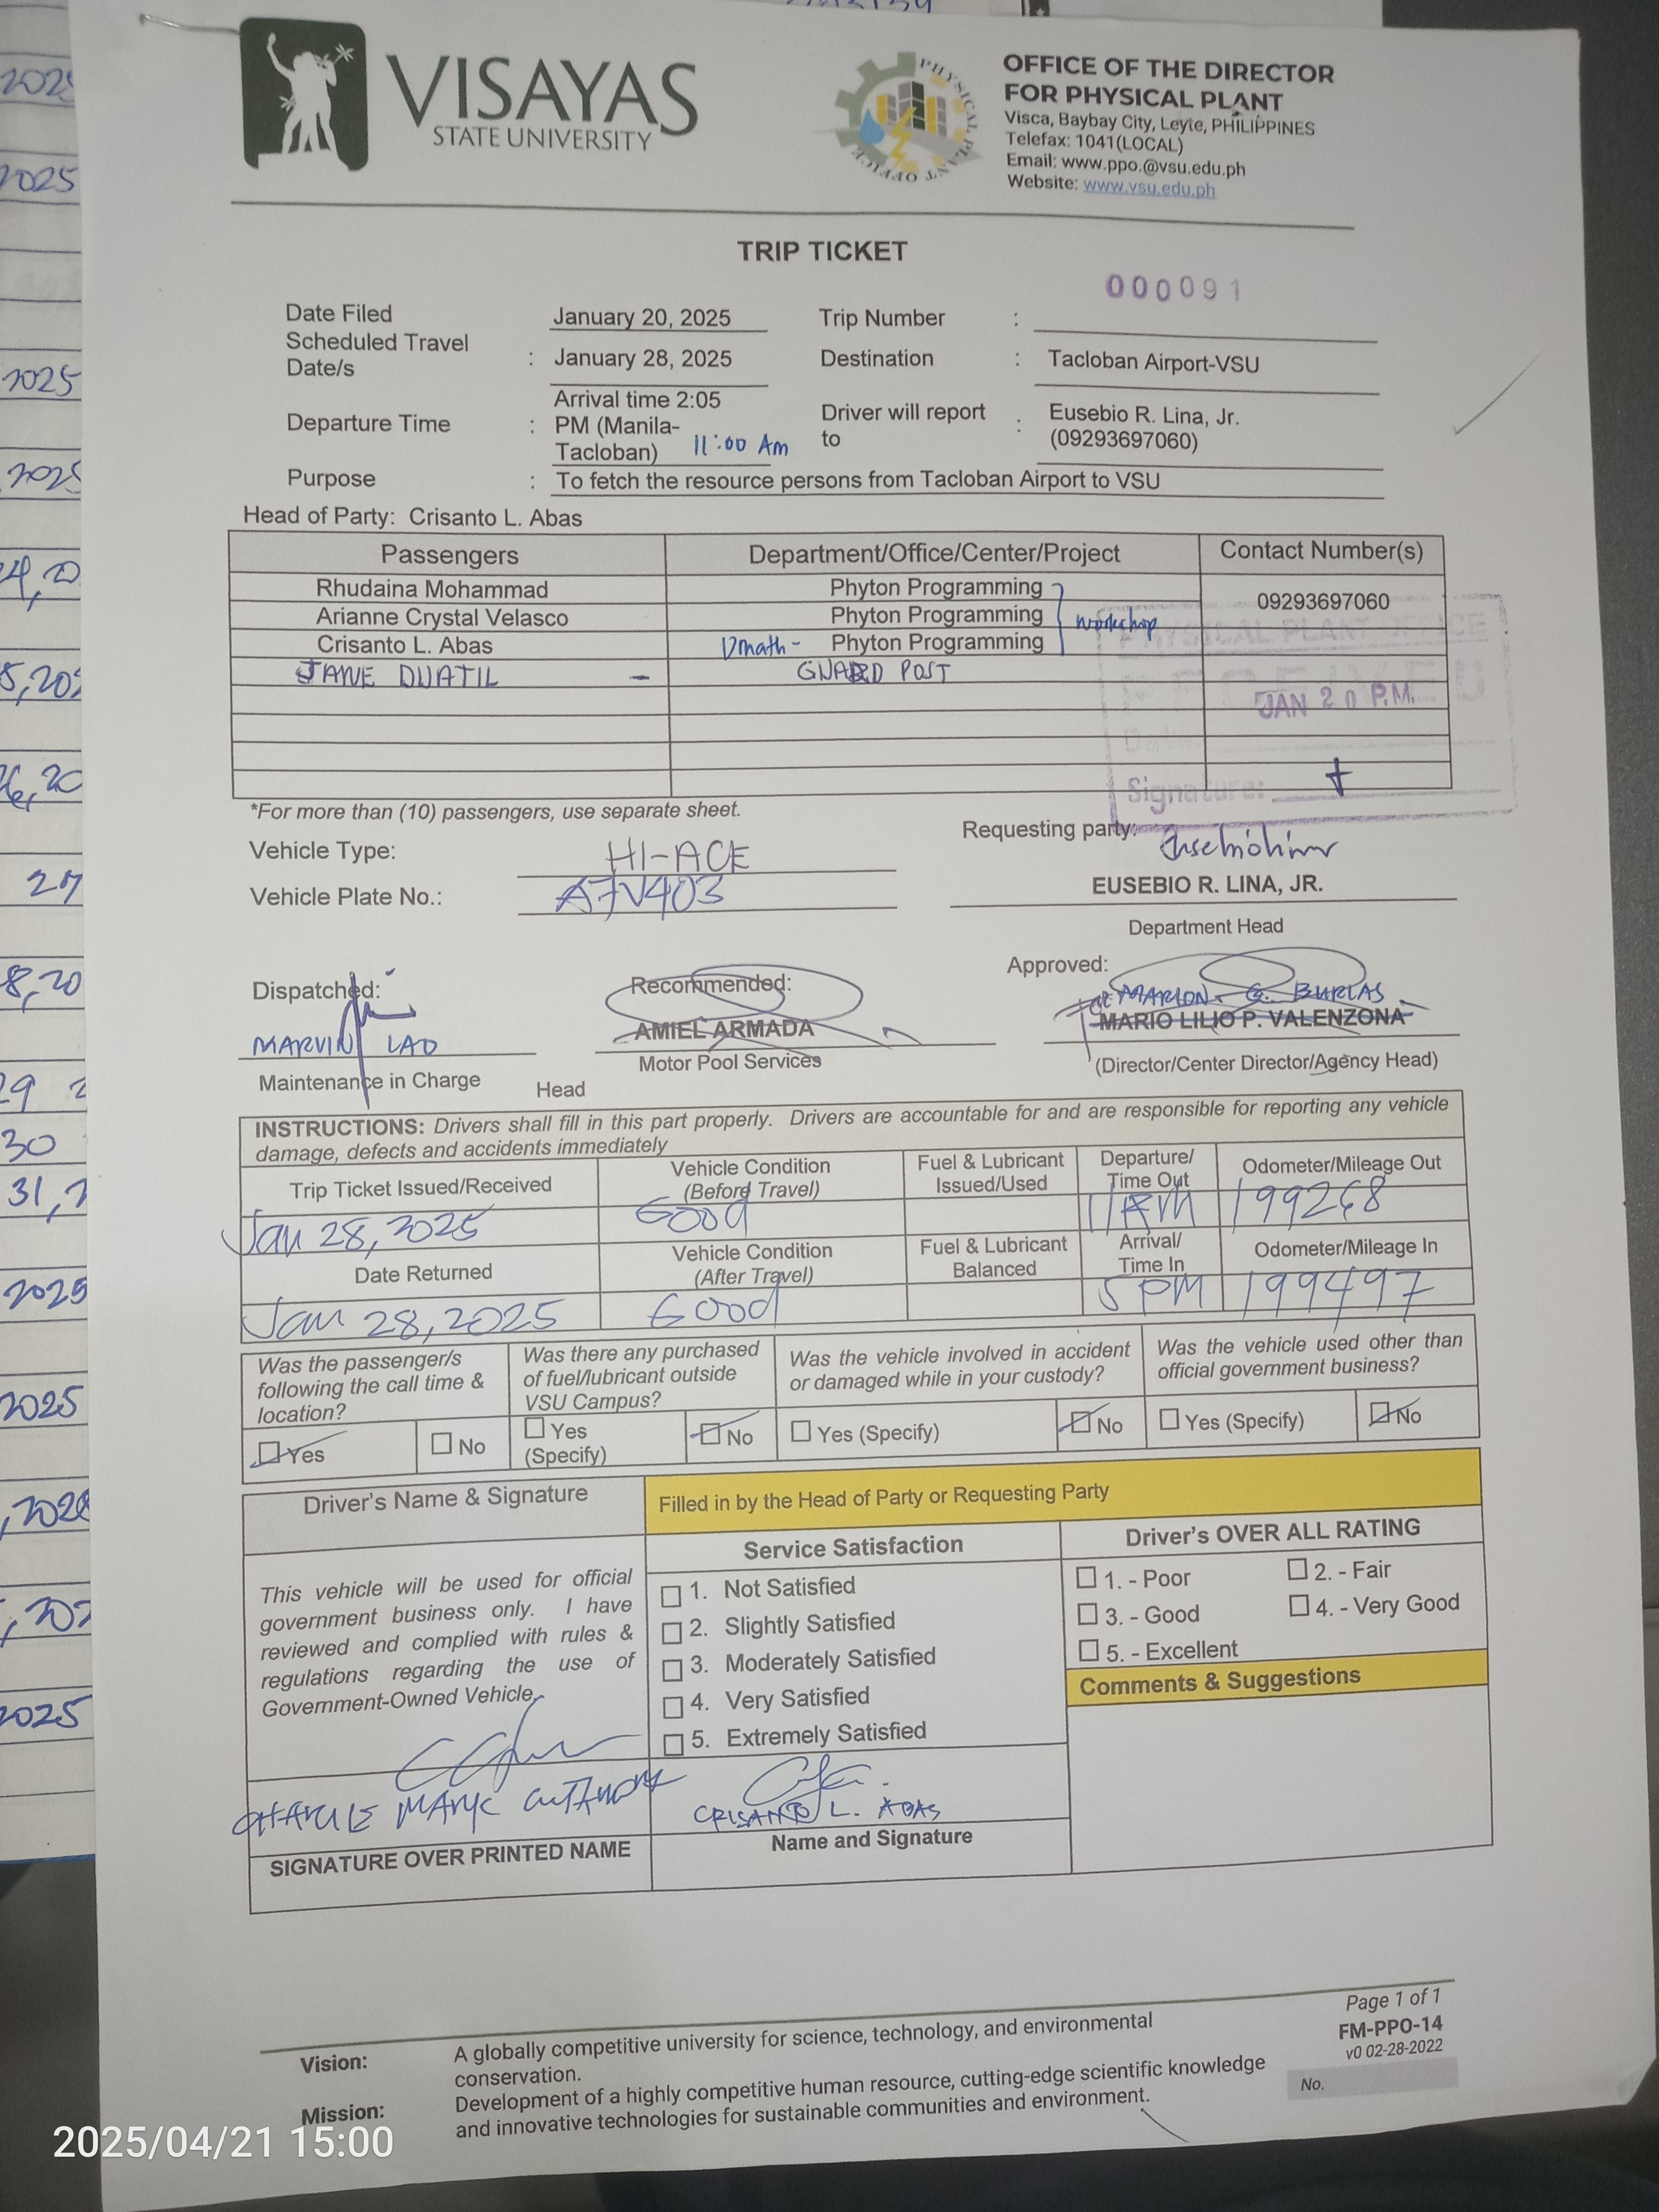 VISAYAS
STATE UNIVERSITY
PHYSICAL PLANT OFFICE
OFFICE OF THE DIRECTOR
FOR PHYSICAL PLANT
Visca, Baybay City, Leyte, PHILIPPINES
Telefax: 1041(LOCAL)
Email: www.ppo.@vsu.edu.ph
Website: www.vsu.edu.ph
TRIP TICKET
000091
Date Filed January 20, 2025 Trip Number :
Scheduled Travel Date/s : January 28, 2025 Destination : Tacloban Airport-VSU
Departure Time : Arrival time 2:05 PM (Manila-Tacloban) 11:00 Am Driver will report to : Eusebio R. Lina, Jr. (09293697060)
Purpose : To fetch the resource persons from Tacloban Airport to VSU
Head of Party: Crisanto L. Abas
Passengers Department/Office/Center/Project Contact Number(s)
Rhudaina Mohammad Phyton Programming 09293697060
Arianne Crystal Velasco Phyton Programming workshop
Crisanto L. Abas Dmath - Phyton Programming
JANE DUATIL - GUARD POST
PHYSICAL PLANT OFFICE
RECEIVED
JAN 20 P.M.
Date:
Signature:
*For more than (10) passengers, use separate sheet.
Requesting party:
Vehicle Type: HI-ACE
Vehicle Plate No.: A7V403
EUSEBIO R. LINA, JR.
Department Head
Dispatched: Recommended: Approved:
MARLON G. BURLAS
MARVIN LAO AMIEL ARMADA MARIO LILIO P. VALENZONA
Maintenance in Charge Head Motor Pool Services (Director/Center Director/Agency Head)
INSTRUCTIONS: Drivers shall fill in this part properly. Drivers are accountable for and are responsible for reporting any vehicle
damage, defects and accidents immediately
Trip Ticket Issued/Received Vehicle Condition (Before Travel) Fuel & Lubricant Issued/Used Departure/ Time Out Odometer/Mileage Out
Jan 28, 2025 Good 11AM 199268
Date Returned Vehicle Condition (After Travel) Fuel & Lubricant Balanced Arrival/ Time In Odometer/Mileage In
Jan 28, 2025 Good 5 PM 199497
Was the passenger/s following the call time & location? Was there any purchased of fuel/lubricant outside VSU Campus? Was the vehicle involved in accident or damaged while in your custody? Was the vehicle used other than official government business?
Yes No Yes (Specify) No Yes (Specify) No Yes (Specify) No
Driver's Name & Signature Filled in by the Head of Party or Requesting Party
Service Satisfaction Driver's OVER ALL RATING
This vehicle will be used for official
government business only. I have
reviewed and complied with rules &
regulations regarding the use of
Government-Owned Vehicle.
1. Not Satisfied
2. Slightly Satisfied
3. Moderately Satisfied
4. Very Satisfied
5. Extremely Satisfied
1. - Poor 2. - Fair
3. - Good 4. - Very Good
5. - Excellent
Comments & Suggestions
CRISANTO L. ABAS
SIGNATURE OVER PRINTED NAME Name and Signature
Page 1 of 1
FM-PPO-14
v0 02-28-2022
No.
Vision: A globally competitive university for science, technology, and environmental
conservation.
Mission: Development of a highly competitive human resource, cutting-edge scientific knowledge
and innovative technologies for sustainable communities and environment.
2025/04/21 15:00